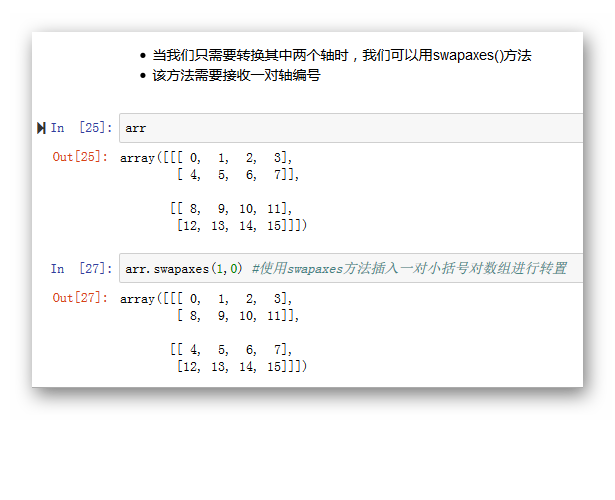 当我们只需要转换其中两个轴时，我们可以用swapaxes()方法
该方法需要接收一对轴编号
In [25]: arr
Out[25]: array([[[ 0, 1, 2, 3],
[ 4, 5, 6, 7]],
[[ 8, 9, 10, 11],
[12, 13, 14, 15]]])
In [27]: arr.swapaxes(1,0) #使用swapaxes方法插入一对小括号对数组进行转置
Out[27]: array([[[ 0, 1, 2, 3],
[ 8, 9, 10, 11]],
[[ 4, 5, 6, 7],
[12, 13, 14, 15]]])